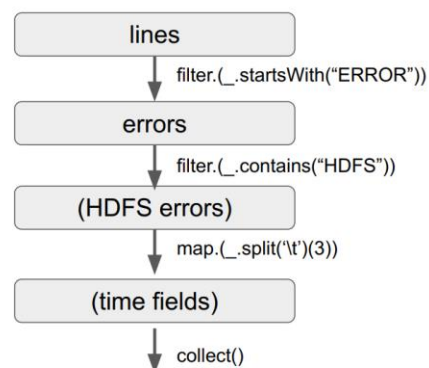 lines
filter.(_.startsWith(“ERROR”))
errors
filter.(_.contains(“HDFS”))
(HDFS errors)
map.(_.split(‘\t’)(3))
(time fields)
collect()